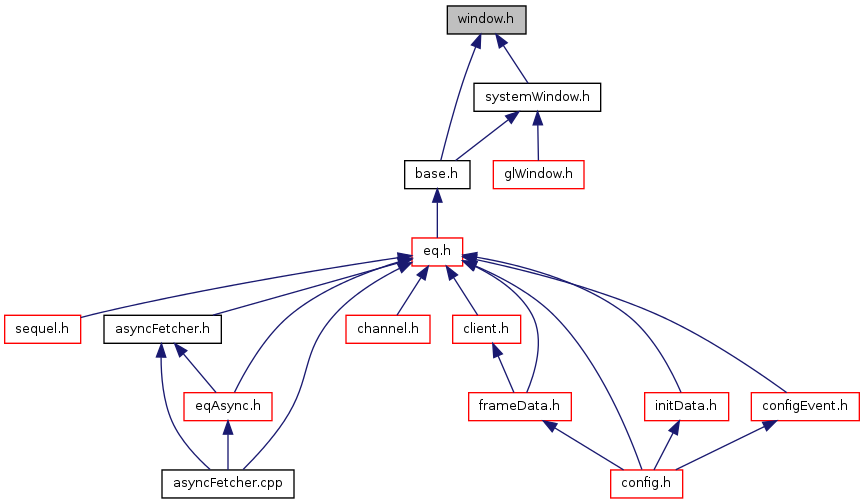 window.h
systemWindow.h
base.h
glWindow.h
eq.h
sequel.h
asyncFetcher.h
channel.h
client.h
eqAsync.h
frameData.h
initData.h
configEvent.h
asyncFetcher.cpp
config.h